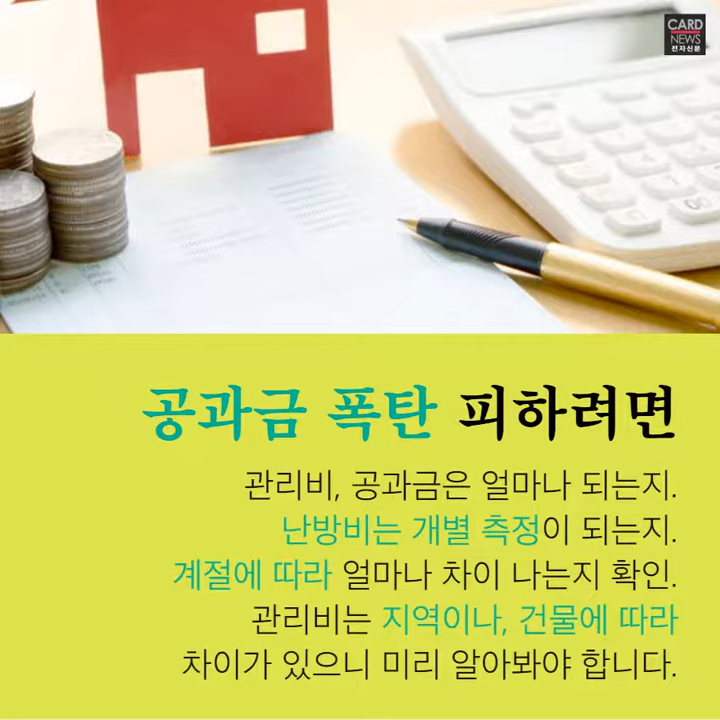 CARD
NEWS
전자신문
공과금 폭탄 피하려면
관리비, 공과금은 얼마나 되는지.
난방비는 개별 측정이 되는지.
계절에 따라 얼마나 차이 나는지 확인.
관리비는 지역이나, 건물에 따라
차이가 있으니 미리 알아봐야 합니다.